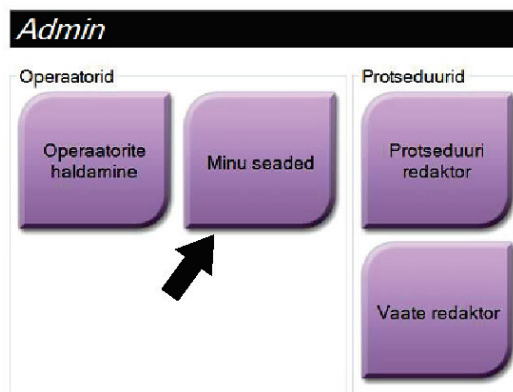 Admin
Operaatorid
Operaatorite
haldamine
Minu seaded
Protseduurid
Protseduuri
redaktor
Vaate redaktor